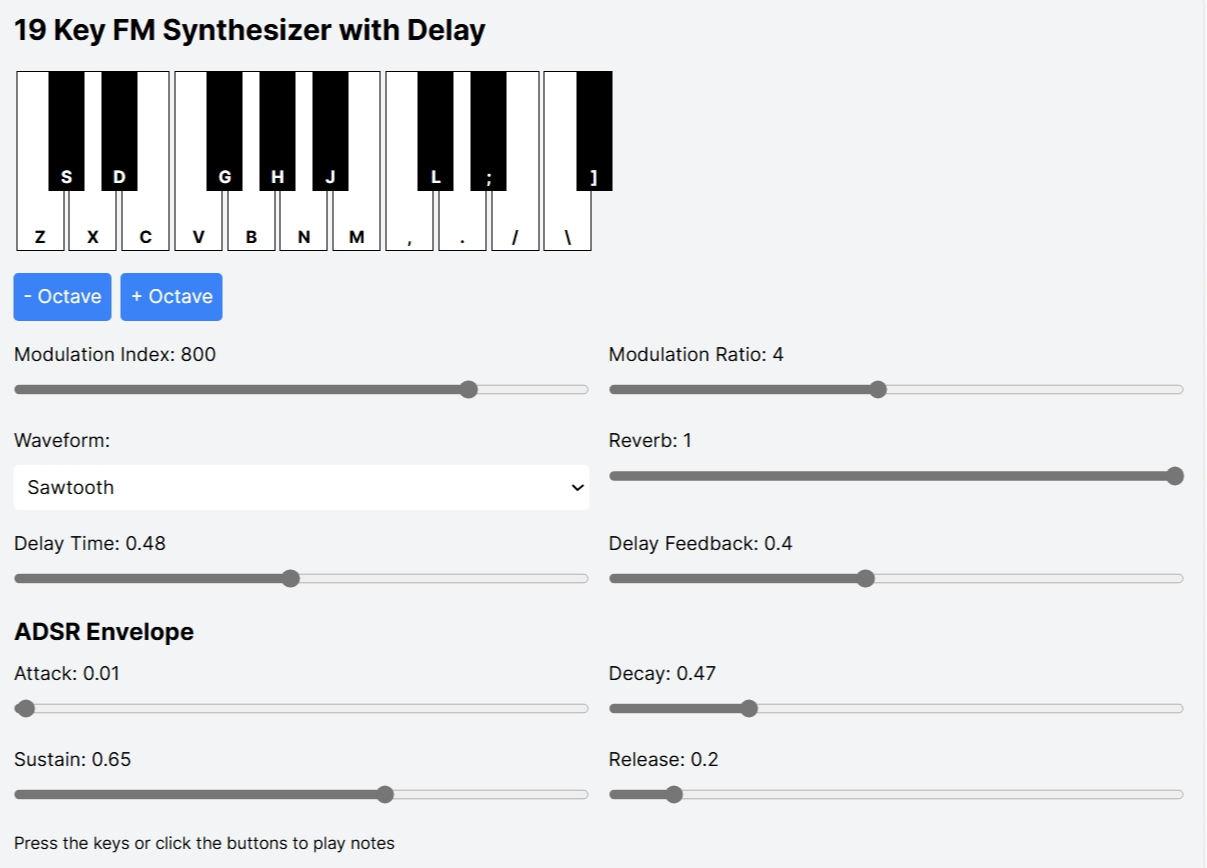 19 Key FM Synthesizer with Delay
S D G H J L ; ]
Z X C V B N M , . / \
- Octave + Octave
Modulation Index: 800 Modulation Ratio: 4
Waveform: Reverb: 1
Sawtooth
Delay Time: 0.48 Delay Feedback: 0.4
ADSR Envelope
Attack: 0.01 Decay: 0.47
Sustain: 0.65 Release: 0.2
Press the keys or click the buttons to play notes